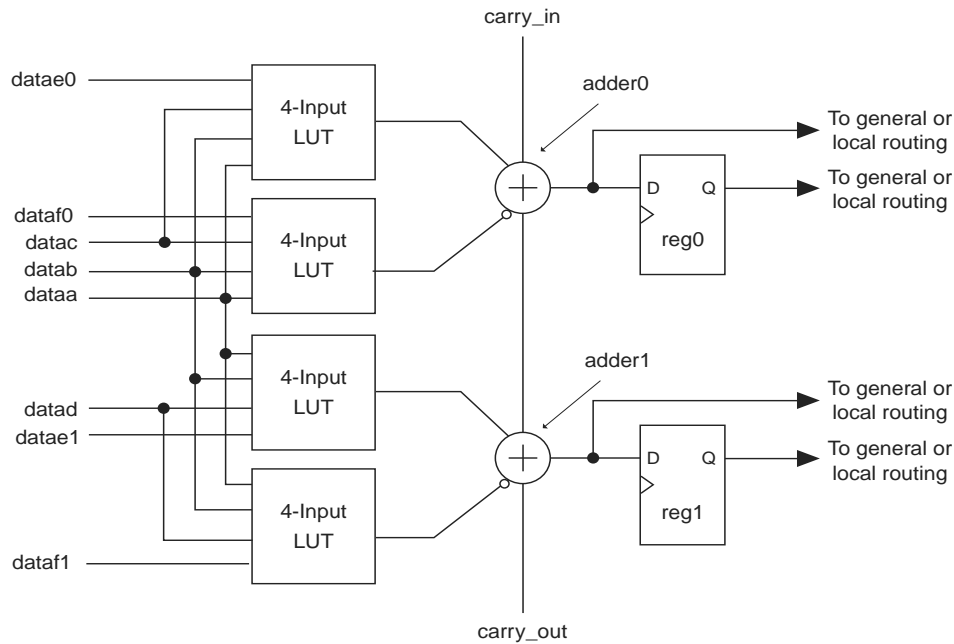 carry_in
datae0
4-Input
LUT
adder0
To general or
local routing
D Q
reg0
To general or
local routing
dataf0
datac
datab
dataa
4-Input
LUT
4-Input
LUT
adder1
To general or
local routing
datad
datae1
D Q
reg1
To general or
local routing
4-Input
LUT
dataf1
carry_out